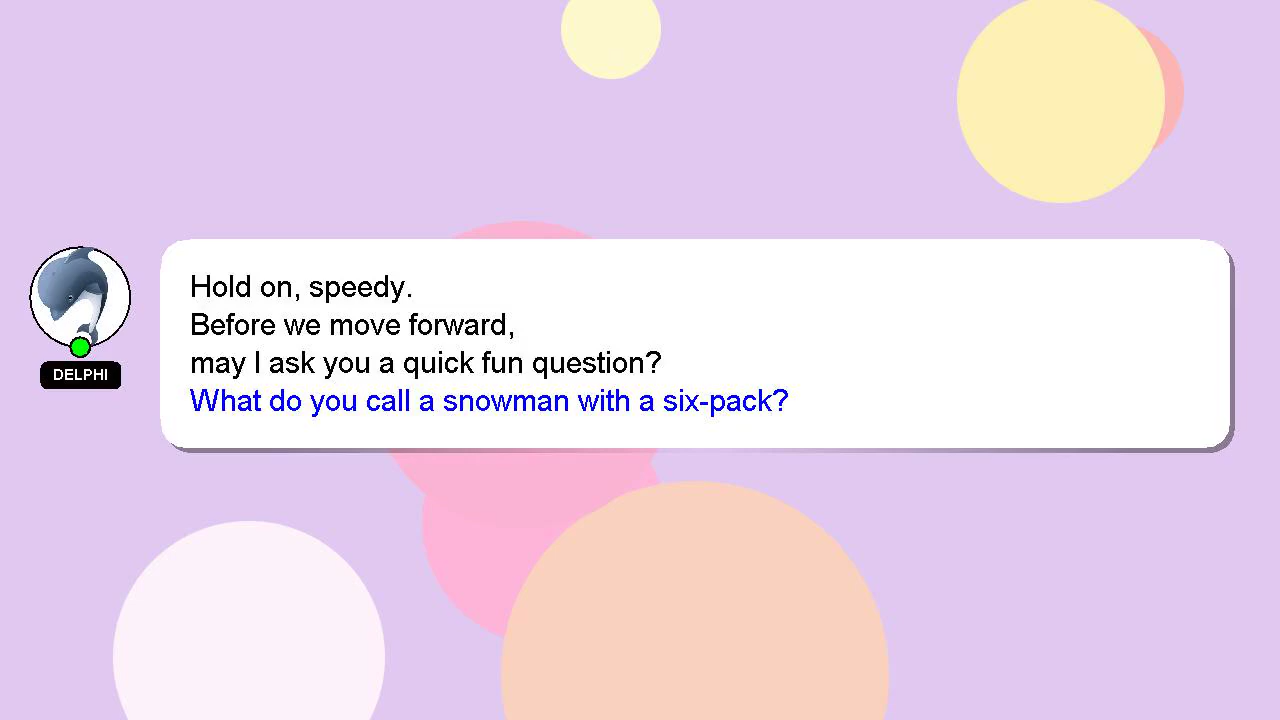 Hold on, speedy.
Before we move forward,
may I ask you a quick fun question?
What do you call a snowman with a six-pack?
DELPHI